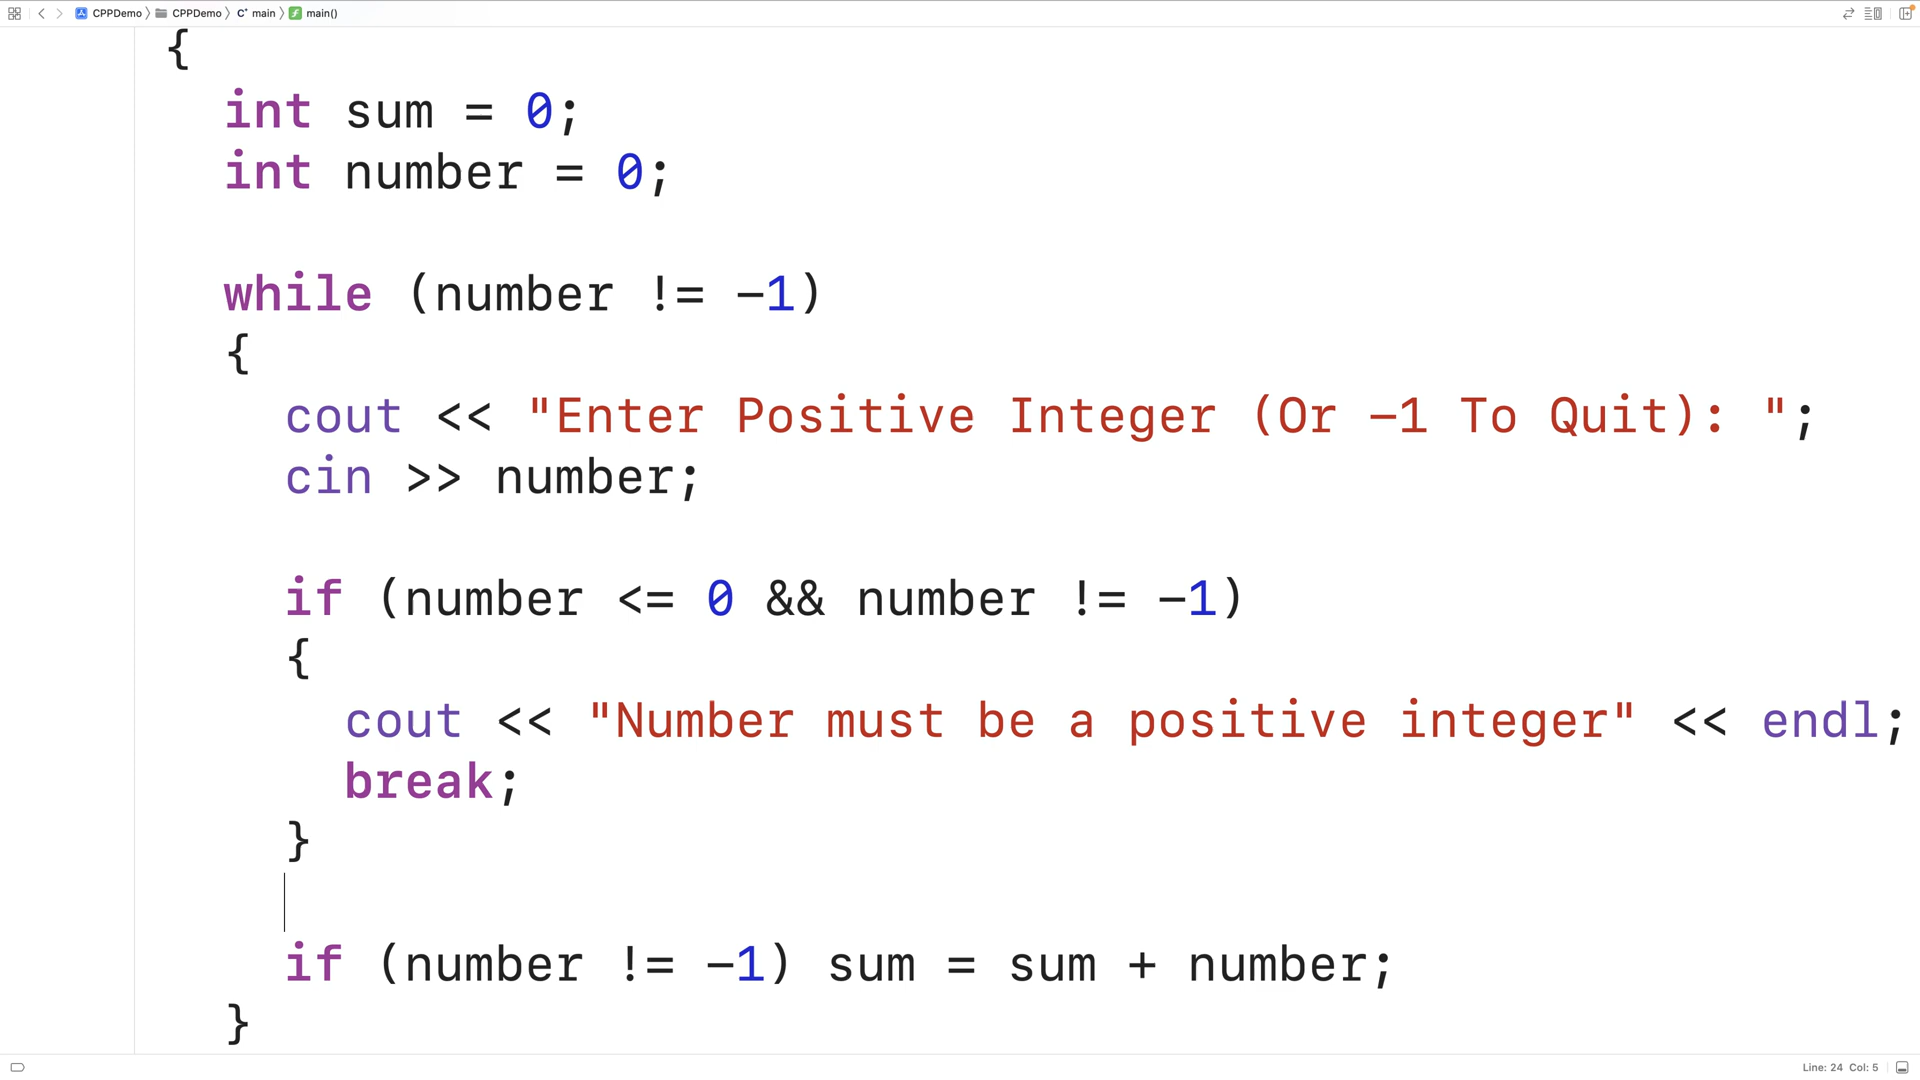 CPPDemo CPPDemo C+ main f main()
{
int sum = 0;
int number = 0;
while (number != -1)
{
cout << "Enter Positive Integer (Or -1 To Quit): ";
cin >> number;
if (number <= 0 && number != -1)
{
cout << "Number must be a positive integer" << endl;
break;
}
if (number != -1) sum = sum + number;
}
Line: 24 Col: 5